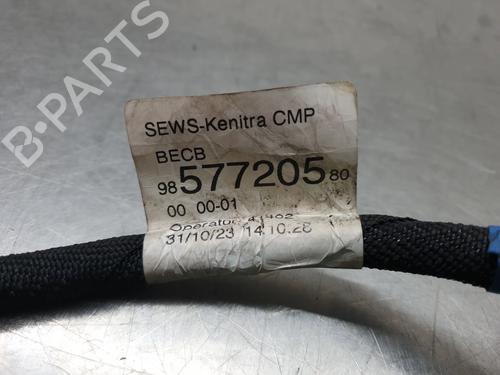 B-PARTS
SEWS-Kenitra CMP
BECB
98 577205 80
00 00-01
31/10/23 14:10:28